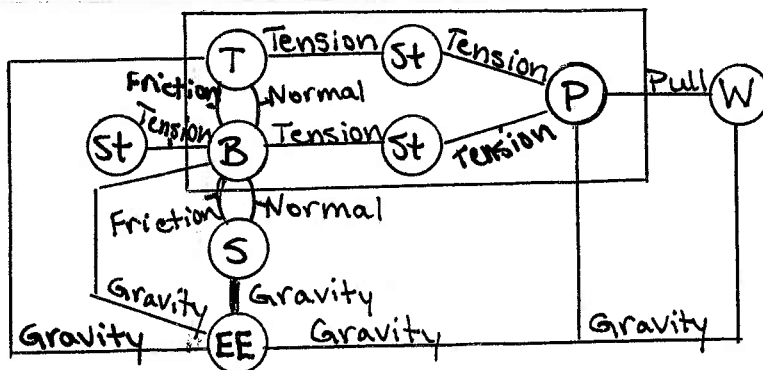 T Tension St Tension
Friction Normal P Pull W
St Tension B Tension St Tension
Friction Normal
S
Gravity Gravity
Gravity EE Gravity Gravity